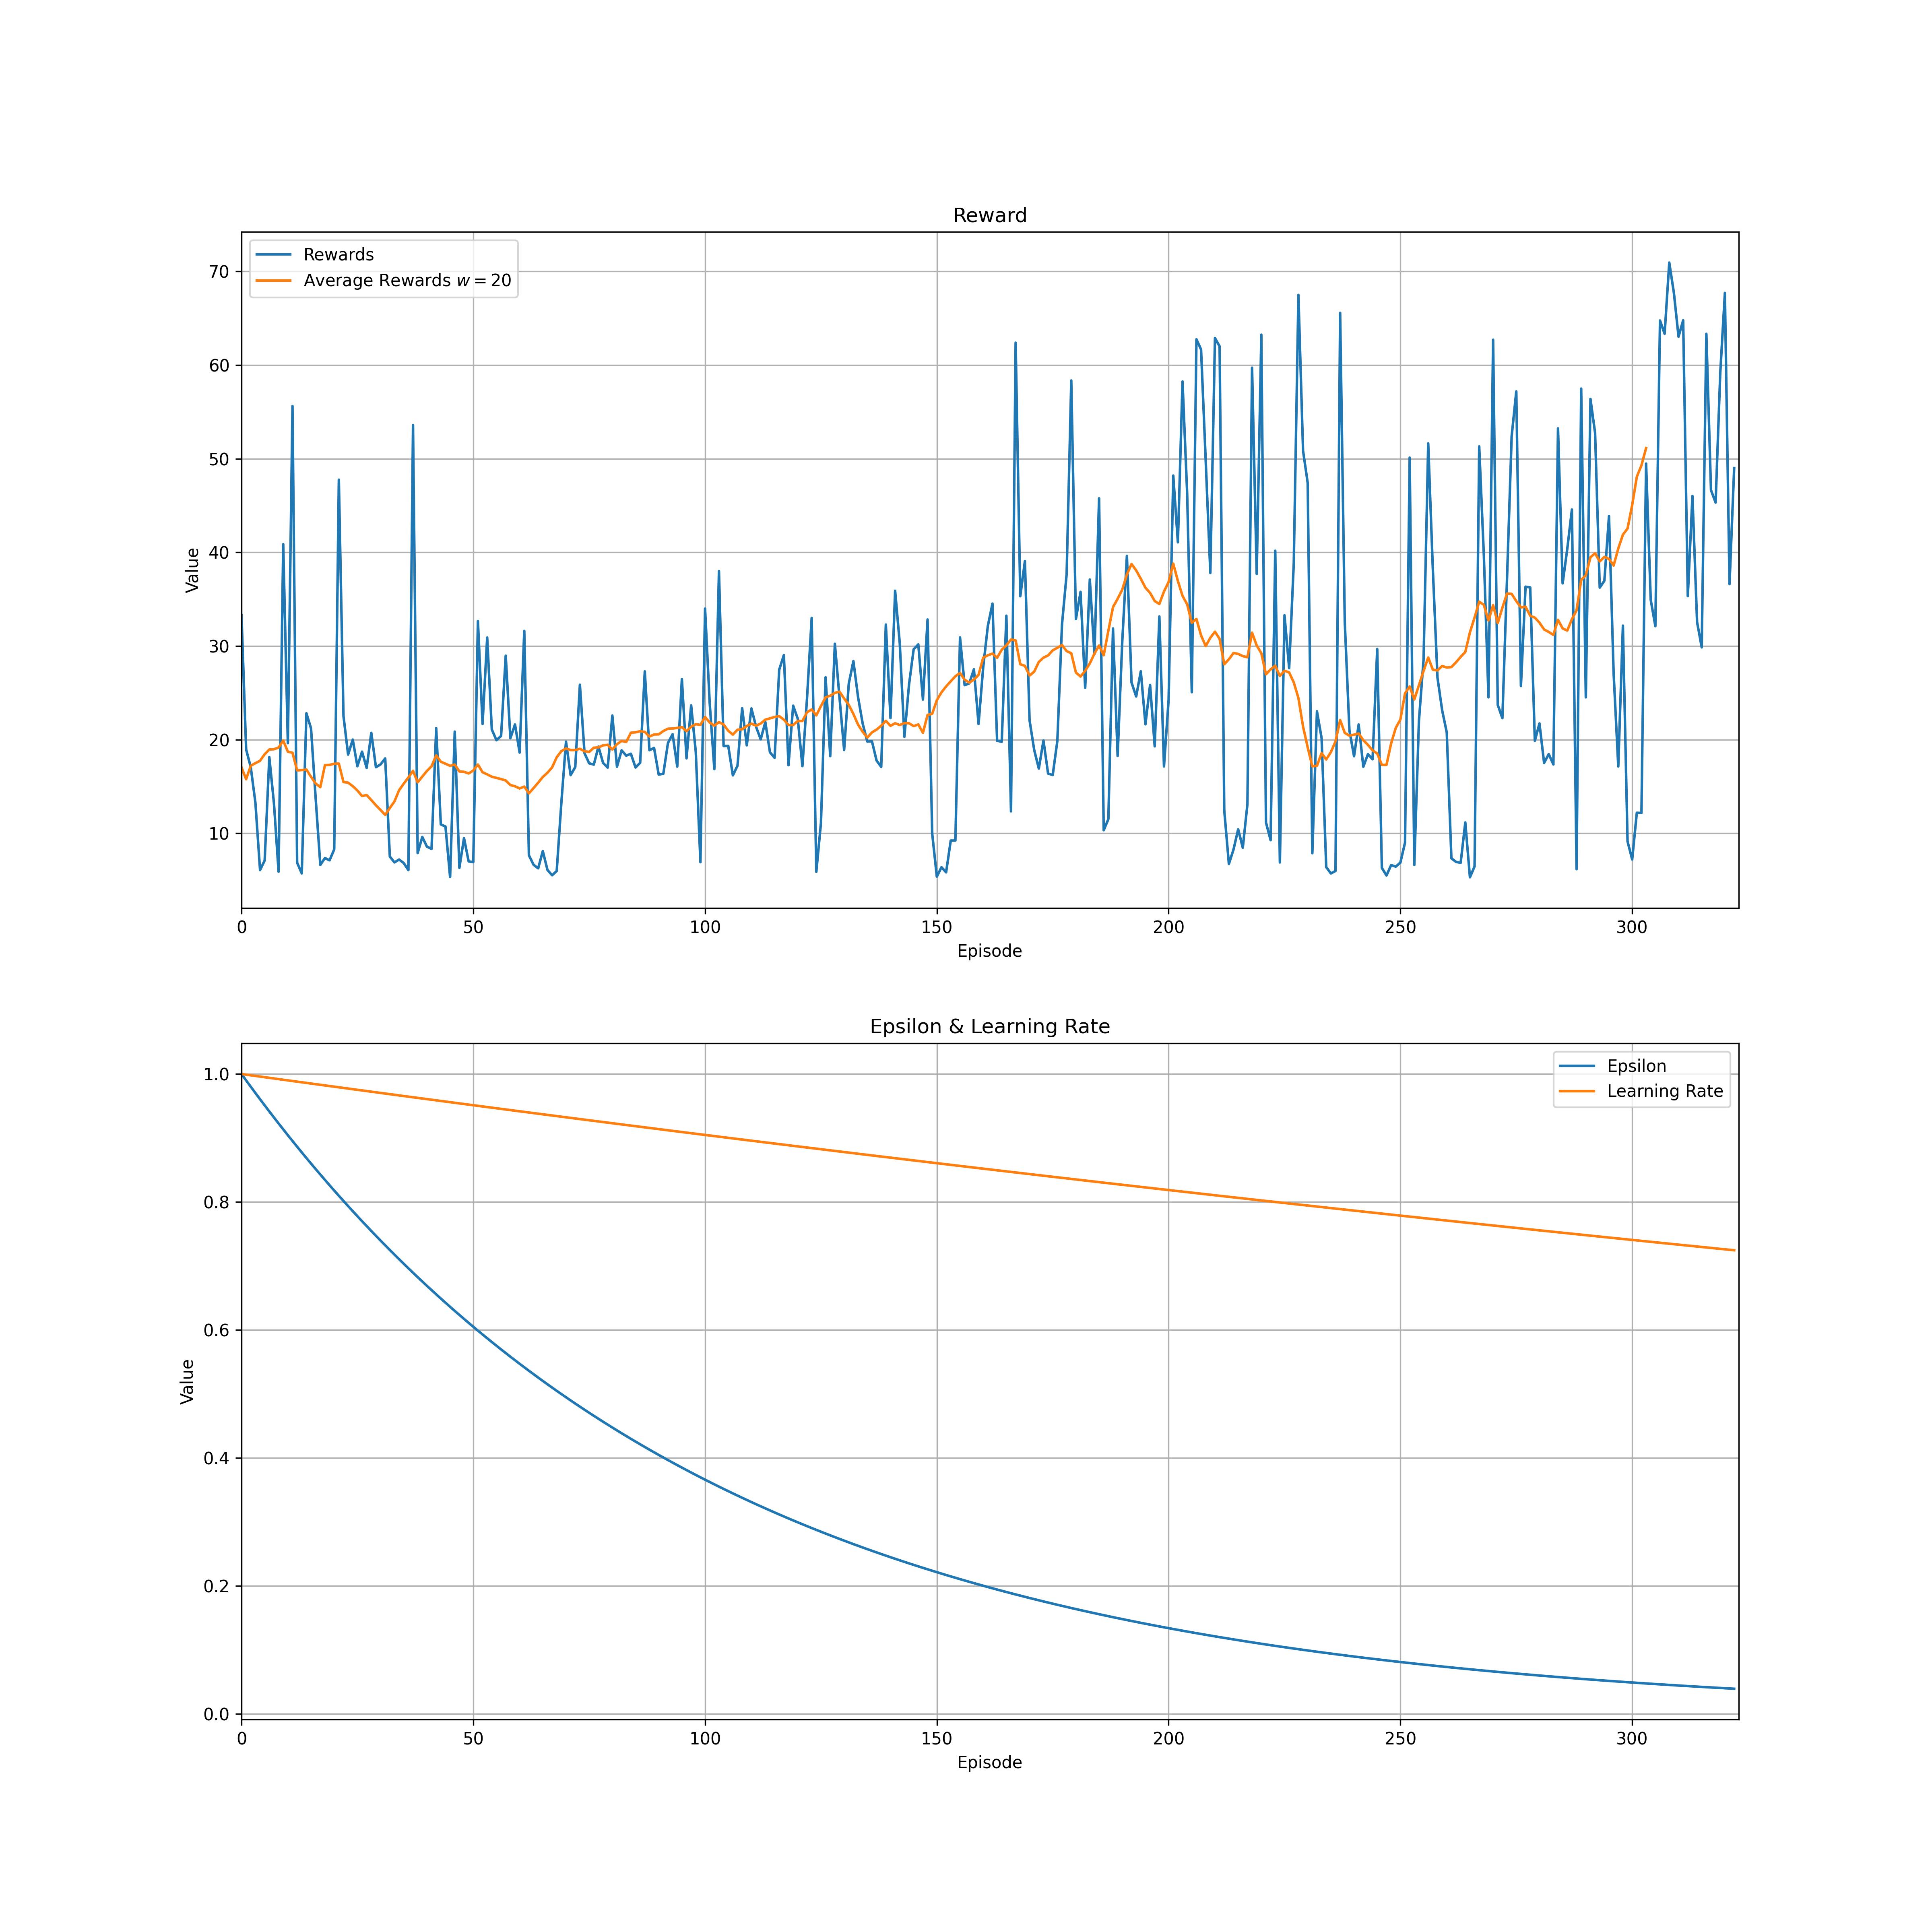 Reward
Rewards
Average Rewards w = 20
70
60
50
40
30
20
10
Value
0 50 100 150 200 250 300
Episode
Epsilon & Learning Rate
Epsilon
Learning Rate
1.0
0.8
0.6
0.4
0.2
0.0
Value
0 50 100 150 200 250 300
Episode